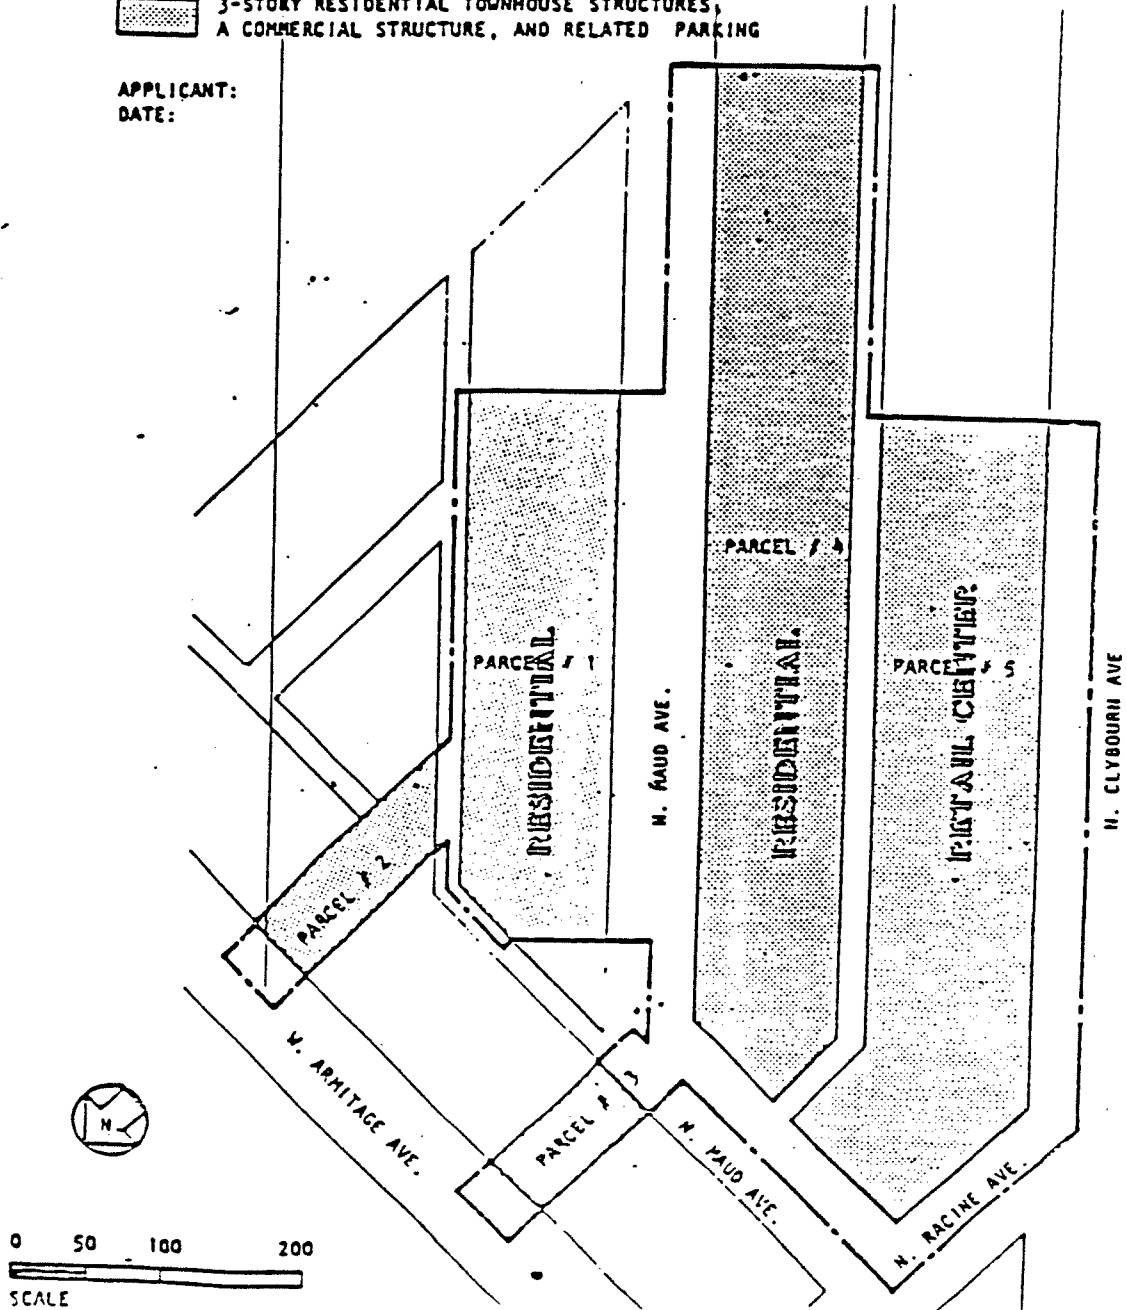 3-STORY RESIDENTIAL TOWNHOUSE STRUCTURES,
A COMMERCIAL STRUCTURE, AND RELATED PARKING
APPLICANT:
DATE:
PARCEL # 4
PARCEL # 1
RESIDENTIAL
RESIDENTIAL
PARCEL # 5
RETAIL CENTER
N. MAUD AVE.
N. CLYBOURN AVE
PARCEL # 2
W. ARMITAGE AVE.
PARCEL # 3
N. MAUD AVE.
N. RACINE AVE.
N
0 50 100 200
SCALE